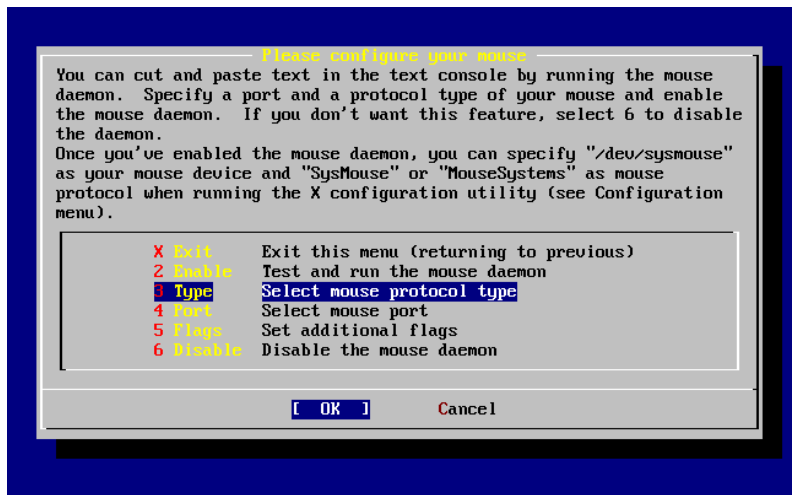 Please configure your mouse
You can cut and paste text in the text console by running the mouse
daemon.  Specify a port and a protocol type of your mouse and enable
the mouse daemon.  If you don't want this feature, select 6 to disable
the daemon.
Once you've enabled the mouse daemon, you can specify "/dev/sysmouse"
as your mouse device and "SysMouse" or "MouseSystems" as mouse
protocol when running the X configuration utility (see Configuration
menu).
X Exit     Exit this menu (returning to previous)
2 Enable   Test and run the mouse daemon
3 Type     Select mouse protocol type
4 Port     Select mouse port
5 Flags    Set additional flags
6 Disable  Disable the mouse daemon
[  OK  ]       Cancel